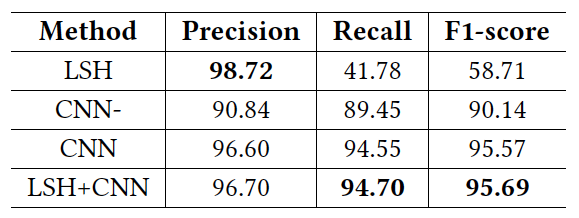 Method Precision Recall F1-score
LSH 98.72 41.78 58.71
CNN- 90.84 89.45 90.14
CNN 96.60 94.55 95.57
LSH+CNN 96.70 94.70 95.69